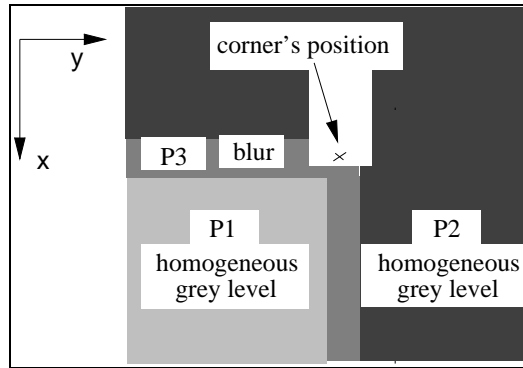 corner's position
y
x
P3
blur
P1
homogeneous
grey level
P2
homogeneous
grey level